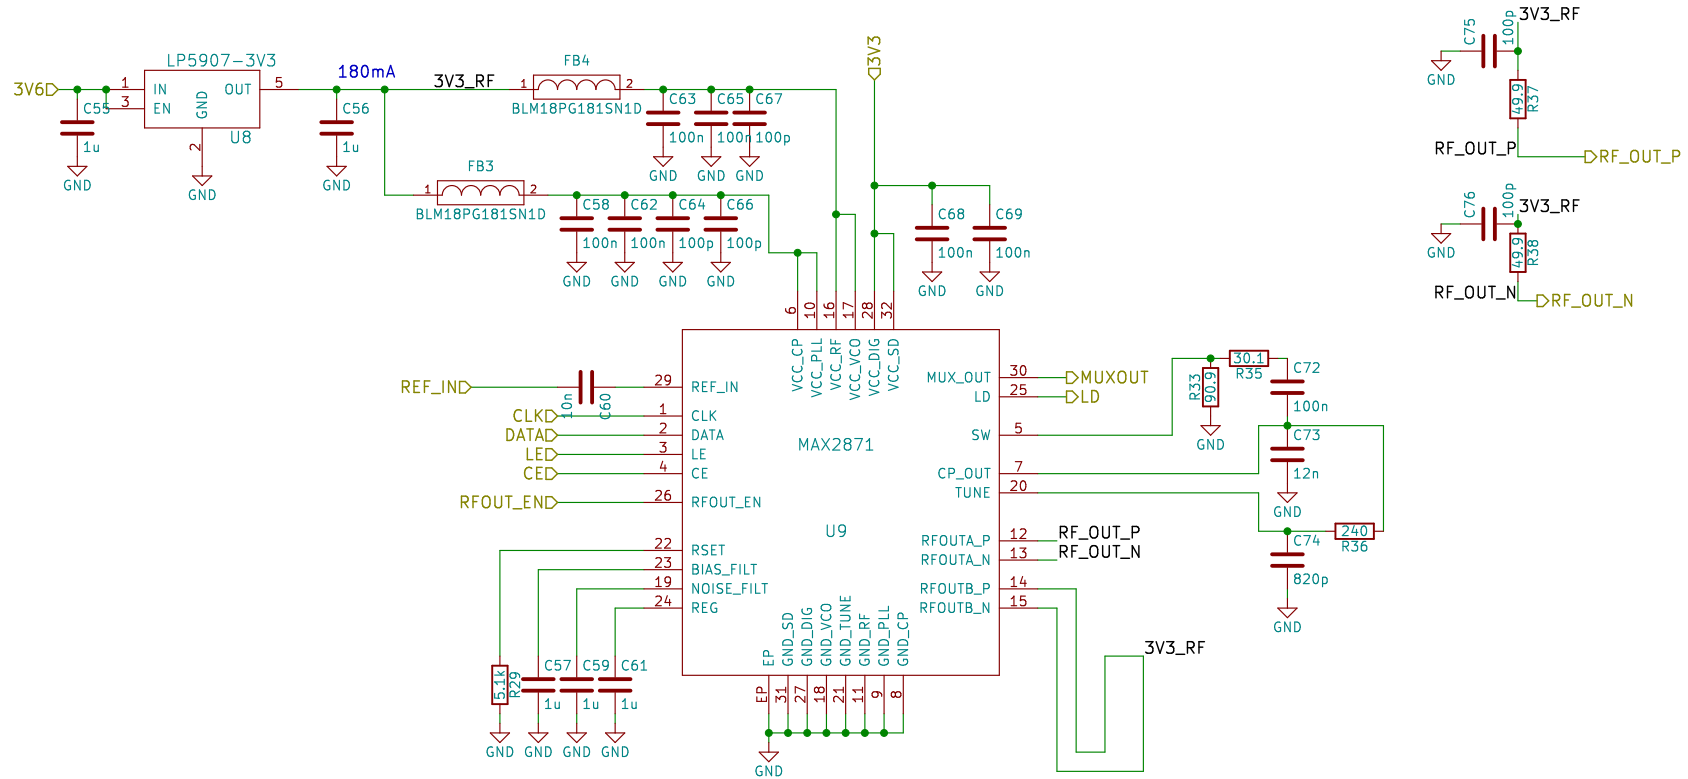 3V6
LP5907-3V3
1
3
IN
EN
OUT
GND
5
2
U8
C55
1u
GND
GND
180mA
C56
1u
GND
3V3_RF
FB4
1
2
BLM18PG181SN1D
C63
100n
GND
C65
100n
GND
C67
100p
GND
FB3
1
2
BLM18PG181SN1D
C58
100n
GND
C62
100n
GND
C64
100p
GND
C66
100p
GND
3V3
C68
100n
GND
C69
100n
GND
C75
100p
3V3_RF
GND
49.9
R37
RF_OUT_P
RF_OUT_P
C76
100p
3V3_RF
GND
49.9
R38
RF_OUT_N
RF_OUT_N
6
10
16
17
28
32
VCC_CP
VCC_PLL
VCC_RF
VCC_VCO
VCC_DIG
VCC_SD
MAX2871
U9
REF_IN
10n
C60
29
REF_IN
CLK
1
CLK
DATA
2
DATA
LE
3
LE
CE
4
CE
RFOUT_EN
26
RFOUT_EN
22
RSET
23
BIAS_FILT
19
NOISE_FILT
24
REG
5.1k
R29
GND
C57
1u
GND
C59
1u
GND
C61
1u
GND
EP
GND_SD
GND_DIG
GND_VCO
GND_TUNE
GND_RF
GND_PLL
GND_CP
EP
31
27
18
21
11
9
8
GND
MUX_OUT
30
MUXOUT
LD
25
LD
SW
5
CP_OUT
7
TUNE
20
RFOUTA_P
12
RF_OUT_P
RFOUTA_N
13
RF_OUT_N
RFOUTB_P
14
RFOUTB_N
15
3V3_RF
R33
90.9
GND
30.1
R35
C72
100n
C73
12n
GND
240
R36
C74
820p
GND